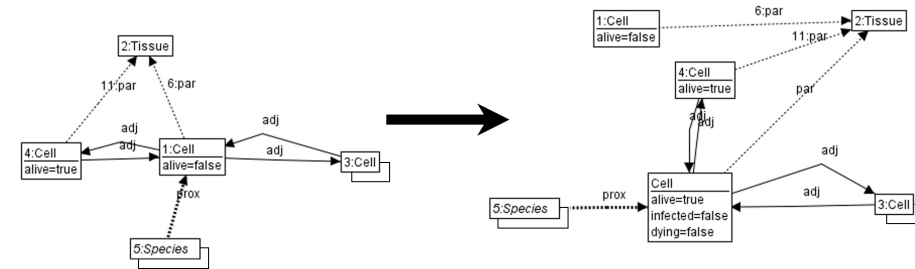 2:Tissue
11:par
6:par
adj
adj
adj
adj
4:Cell
alive=true
1:Cell
alive=false
3:Cell
prox
5:Species
1:Cell
alive=false
6:par
2:Tissue
11:par
4:Cell
alive=true
par
adj
adj
adj
adj
5:Species
prox
Cell
alive=true
infected=false
dying=false
3:Cell